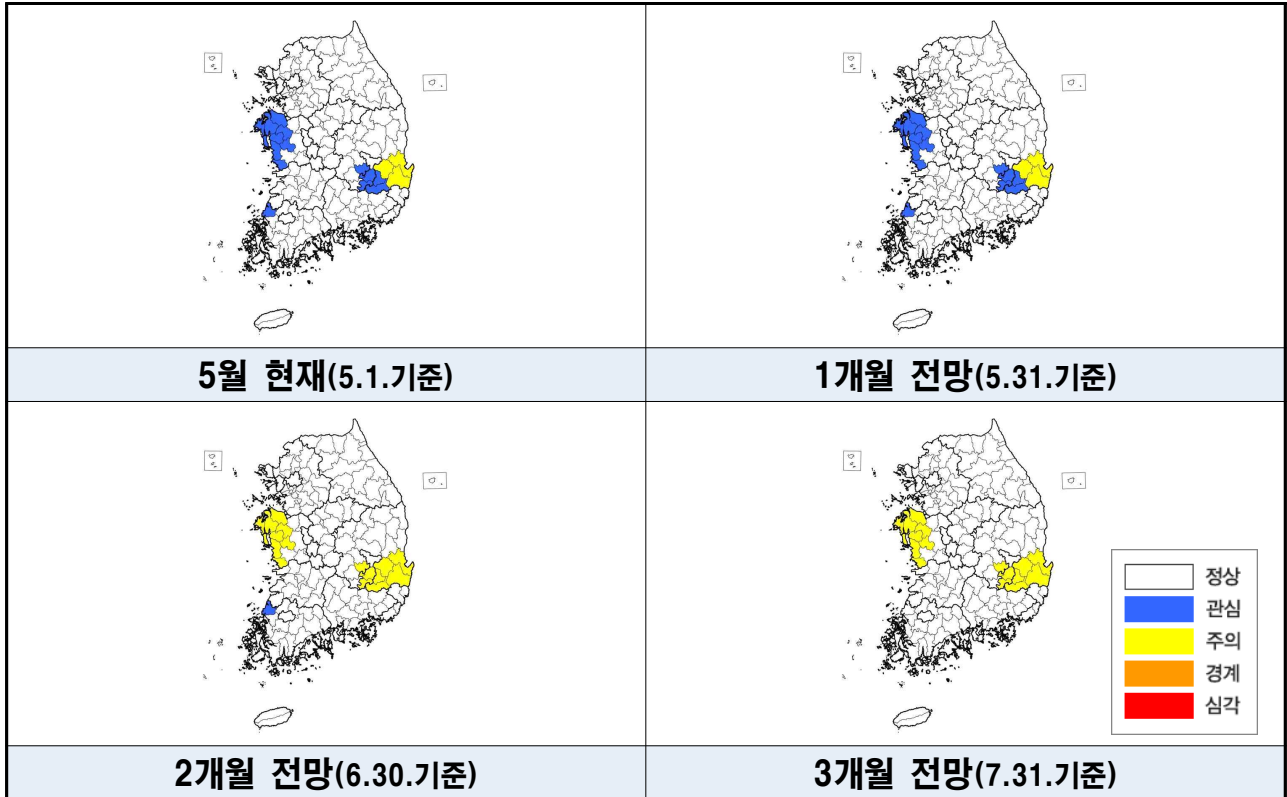 5월 현재(5.1.기준)
1개월 전망(5.31.기준)
정상
관심
주의
경계
심각
2개월 전망(6.30.기준)
3개월 전망(7.31.기준)